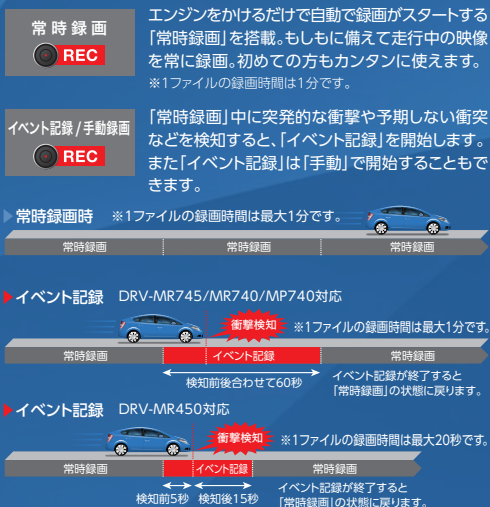 常時録画
REC
エンジンをかけるだけで自動で録画がスタートする
「常時録画」を搭載。もしもに備えて走行中の映像
を常に録画。初めての方もカンタンに使えます。
※1ファイルの録画時間は1分です。
イベント記録/手動録画
REC
「常時録画」中に突発的な衝撃や予期しない衝突
などを検知すると、「イベント記録」を開始します。
また「イベント記録」は「手動」で開始することもで
きます。
常時録画時 ※1ファイルの録画時間は最大1分です。
常時録画 常時録画 常時録画
イベント記録 DRV-MR745/MR740/MP740対応
衝撃検知 ※1ファイルの録画時間は最大1分です。
常時録画 イベント記録 常時録画
検知前後合わせて60秒
イベント記録が終了すると
「常時録画」の状態に戻ります。
イベント記録 DRV-MR450対応
衝撃検知 ※1ファイルの録画時間は最大20秒です。
常時録画 イベント記録 常時録画
検知前5秒 検知後15秒
イベント記録が終了すると
「常時録画」の状態に戻ります。